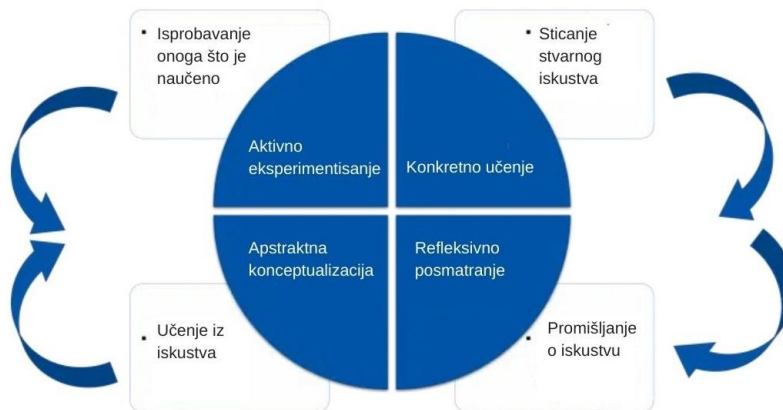 Isprobavanje
onoga što je
naučeno
Sticanje
stvarnog
iskustva
Aktivno
eksperimentisanje
Konkretno učenje
Apstraktna
konceptualizacija
Refleksivno
posmatranje
Učenje iz
iskustva
Promišljanje
o iskustvu